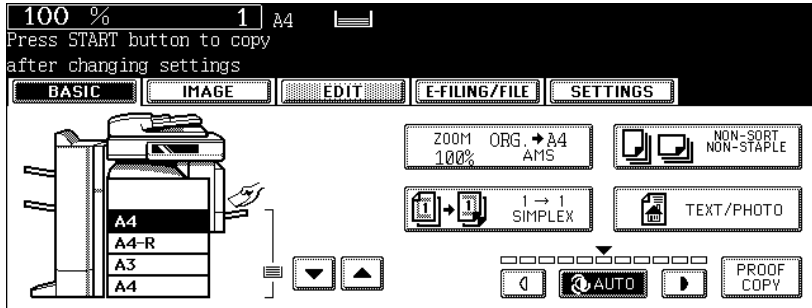 100 % 1 A4
Press START button to copy
after changing settings
BASIC IMAGE EDIT E-FILING/FILE SETTINGS
ZOOM ORG.→A4
100% AMS
NON-SORT
NON-STAPLE
1 1
1 → 1
SIMPLEX
TEXT/PHOTO
A4
A4-R
A3
A4
AUTO
PROOF
COPY